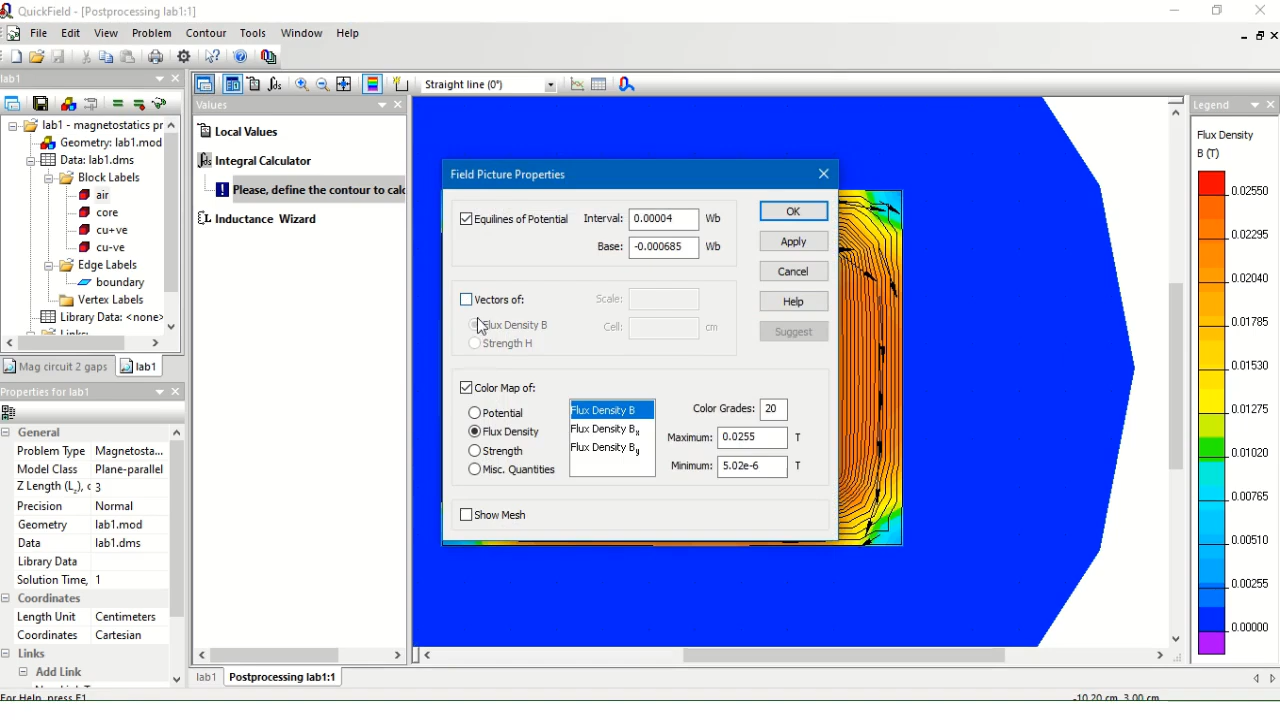 QuickField - [Postprocessing lab1:1]
File Edit View Problem Contour Tools Window Help
lab1
Straight line (0°)
lab1 - magnetostatics pr
Geometry: lab1.mod
Data: lab1.dms
Block Labels
air
core
cu+ve
cu-ve
Edge Labels
boundary
Vertex Labels
Library Data: <none>
Mag circuit 2 gaps lab1
Properties for lab1
General
Problem Type Magnetosta...
Model Class Plane-parallel
Z Length (Lz), c 3
Precision Normal
Geometry lab1.mod
Data lab1.dms
Library Data
Solution Time, 1
Coordinates
Length Unit Centimeters
Coordinates Cartesian
Links
Add Link
For Help, press F1
Values
Local Values
Integral Calculator
Please, define the contour to calc
Inductance Wizard
lab1 Postprocessing lab1:1
Field Picture Properties
Equilines of Potential Interval: 0.00004 Wb
Base: -0.000685 Wb
Vectors of: Scale:
Flux Density B Cell: cm
Strength H
Color Map of:
Potential
Flux Density
Strength
Misc. Quantities
Flux Density B
Flux Density Bx
Flux Density By
Color Grades: 20
Maximum: 0.0255 T
Minimum: 5.02e-6 T
Show Mesh
OK
Apply
Cancel
Help
Suggest
Legend
Flux Density
B (T)
0.02550
0.02295
0.02040
0.01785
0.01530
0.01275
0.01020
0.00765
0.00510
0.00255
0.00000
-10.20 cm, 3.00 cm